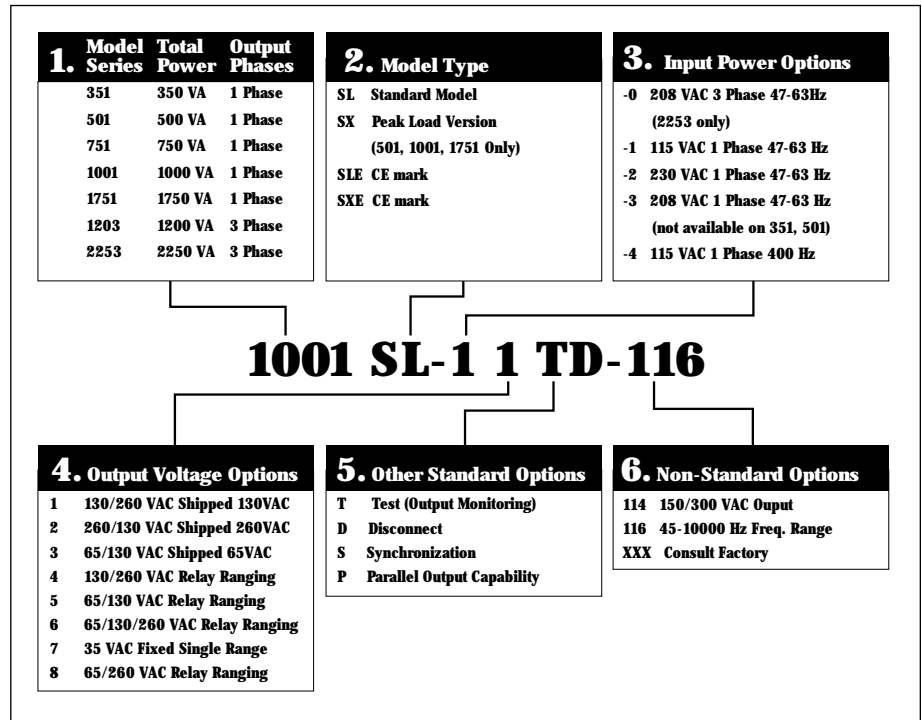 1. Model Series Total Power Output Phases
351 350 VA 1 Phase
501 500 VA 1 Phase
751 750 VA 1 Phase
1001 1000 VA 1 Phase
1751 1750 VA 1 Phase
1203 1200 VA 3 Phase
2253 2250 VA 3 Phase
2. Model Type
SL Standard Model
SX Peak Load Version
(501, 1001, 1751 Only)
SLE CE mark
SXE CE mark
3. Input Power Options
-0 208 VAC 3 Phase 47-63Hz
(2253 only)
-1 115 VAC 1 Phase 47-63 Hz
-2 230 VAC 1 Phase 47-63 Hz
-3 208 VAC 1 Phase 47-63 Hz
(not available on 351, 501)
-4 115 VAC 1 Phase 400 Hz
1001 SL-1 1 TD-116
4. Output Voltage Options
1 130/260 VAC Shipped 130VAC
2 260/130 VAC Shipped 260VAC
3 65/130 VAC Shipped 65VAC
4 130/260 VAC Relay Ranging
5 65/130 VAC Relay Ranging
6 65/130/260 VAC Relay Ranging
7 35 VAC Fixed Single Range
8 65/260 VAC Relay Ranging
5. Other Standard Options
T Test (Output Monitoring)
D Disconnect
S Synchronization
P Parallel Output Capability
6. Non-Standard Options
114 150/300 VAC Ouput
116 45-10000 Hz Freq. Range
XXX Consult Factory